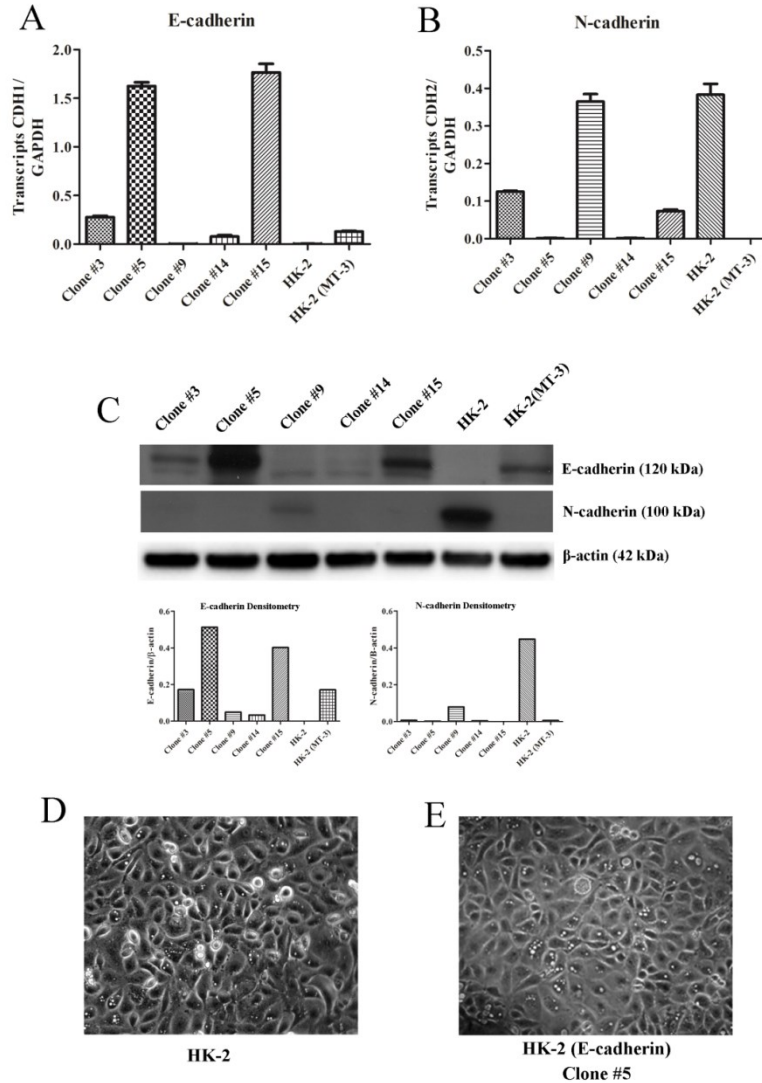 A
E-cadherin
Transcripts CDH1/
GAPDH
2.0
1.5
1.0
0.5
0.0
Clone #3
Clone #5
Clone #9
Clone #14
Clone #15
HK-2
HK-2 (MT-3)
B
N-cadherin
Transcripts CDH2/
GAPDH
0.5
0.4
0.3
0.2
0.1
0.0
Clone #3
Clone #5
Clone #9
Clone #14
Clone #15
HK-2
HK-2 (MT-3)
C
Clone #3
Clone #5
Clone #9
Clone #14
Clone #15
HK-2
HK-2(MT-3)
E-cadherin (120 kDa)
N-cadherin (100 kDa)
β-actin (42 kDa)
E-cadherin Densitometry
E-cadherin/β-actin
0.6
0.4
0.2
0.0
Clone #3
Clone #5
Clone #9
Clone #14
Clone #15
HK-2
HK-2 (MT-3)
N-cadherin Densitometry
N-cadherin/B-actin
0.6
0.4
0.2
0.0
Clone #3
Clone #5
Clone #9
Clone #14
Clone #15
HK-2
HK-2 (MT-3)
D
HK-2
E
HK-2 (E-cadherin)
Clone #5